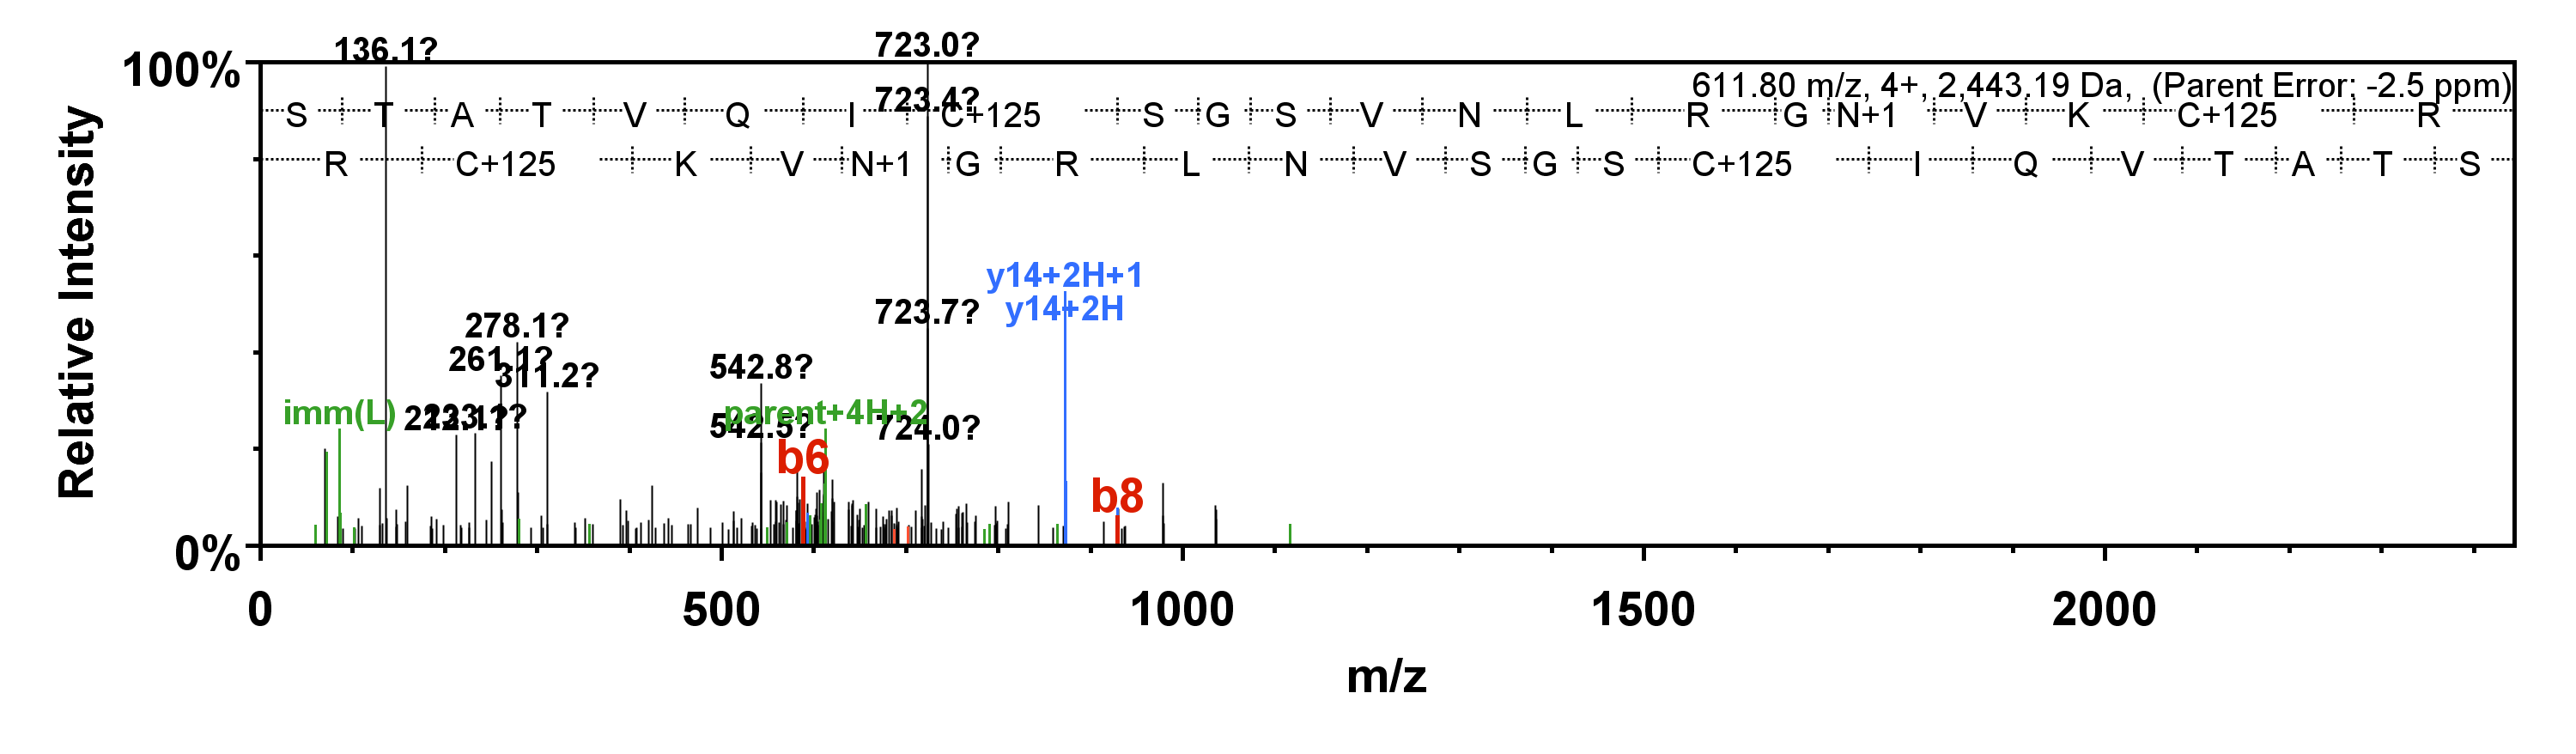 136.1?
723.0?
100%
611.80 m/z, 4+, 2,443.19 Da, (Parent Error: -2.5 ppm)
723.4?
S T A T V Q I C+125 S G S V N L R G N+1 V K C+125 R
R C+125 K V N+1 G R L N V S G S C+125 I Q V T A T S
y14+2H+1
y14+2H
278.1?
723.7?
261.1?
542.8?
311.2?
imm(L)
parent+4H+2
542.5?
724.0?
b6
b8
0%
0 500 1000 1500 2000
m/z
Relative Intensity